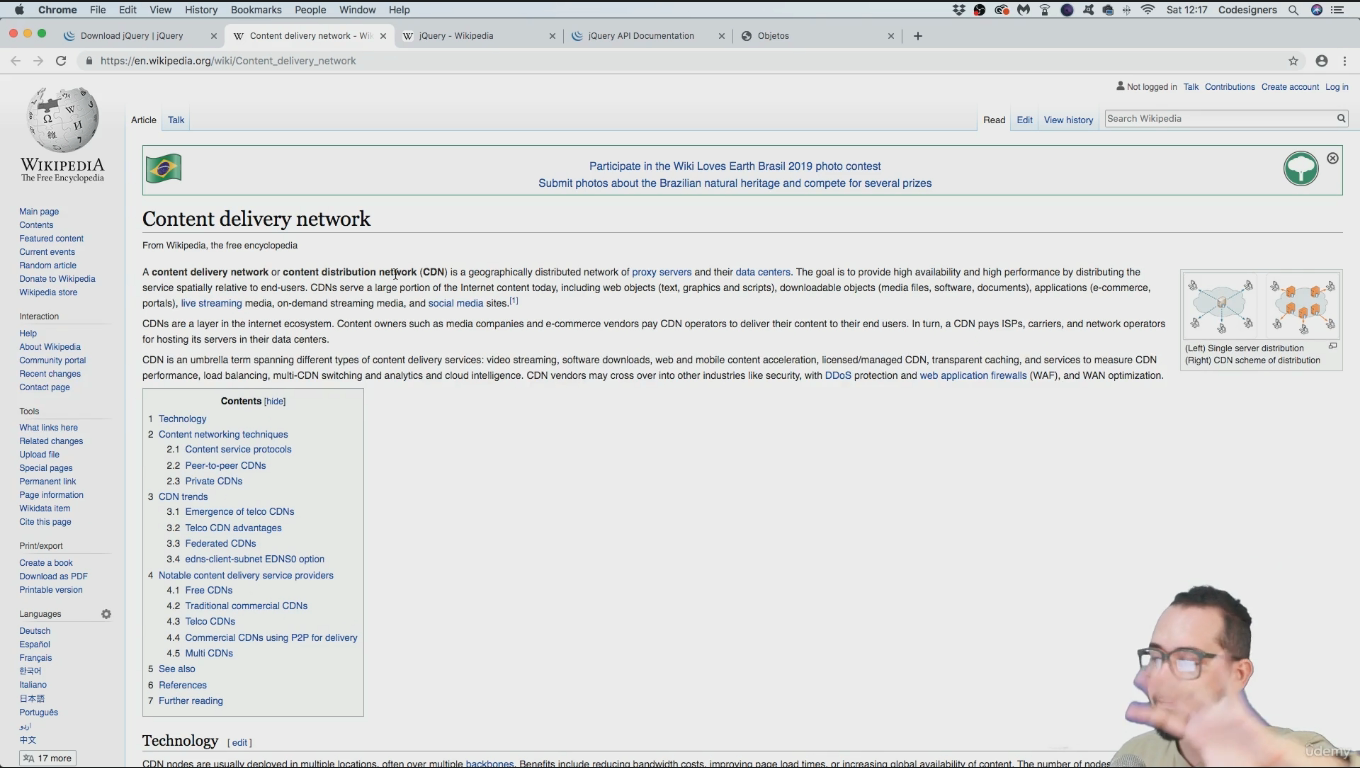 Chrome File Edit View History Bookmarks People Window Help
Sat 12:17 Codesigners
Download jQuery | jQuery
Content delivery network - Wi
jQuery - Wikipedia
jQuery API Documentation
Objetos
https://en.wikipedia.org/wiki/Content_delivery_network
Not logged in Talk Contributions Create account Log in
Article Talk
Read Edit View history
Search Wikipedia
WIKIPEDIA
The Free Encyclopedia
Participate in the Wiki Loves Earth Brasil 2019 photo contest
Submit photos about the Brazilian natural heritage and compete for several prizes
Main page
Contents
Featured content
Current events
Random article
Donate to Wikipedia
Wikipedia store
Interaction
Help
About Wikipedia
Community portal
Recent changes
Contact page
Tools
What links here
Related changes
Upload file
Special pages
Permanent link
Page information
Wikidata item
Cite this page
Print/export
Create a book
Download as PDF
Printable version
Languages
Deutsch
Español
Français
한국어
Italiano
日本語
Português
اردو
中文
17 more
Content delivery network
From Wikipedia, the free encyclopedia
A content delivery network or content distribution network (CDN) is a geographically distributed network of proxy servers and their data centers. The goal is to provide high availability and high performance by distributing the
service spatially relative to end-users. CDNs serve a large portion of the Internet content today, including web objects (text, graphics and scripts), downloadable objects (media files, software, documents), applications (e-commerce,
portals), live streaming media, on-demand streaming media, and social media sites.[1]
CDNs are a layer in the internet ecosystem. Content owners such as media companies and e-commerce vendors pay CDN operators to deliver their content to their end users. In turn, a CDN pays ISPs, carriers, and network operators
for hosting its servers in their data centers.
CDN is an umbrella term spanning different types of content delivery services: video streaming, software downloads, web and mobile content acceleration, licensed/managed CDN, transparent caching, and services to measure CDN
performance, load balancing, multi-CDN switching and analytics and cloud intelligence. CDN vendors may cross over into other industries like security, with DDoS protection and web application firewalls (WAF), and WAN optimization.
(Left) Single server distribution
(Right) CDN scheme of distribution
Contents [hide]
1 Technology
2 Content networking techniques
2.1 Content service protocols
2.2 Peer-to-peer CDNs
2.3 Private CDNs
3 CDN trends
3.1 Emergence of telco CDNs
3.2 Telco CDN advantages
3.3 Federated CDNs
3.4 edns-client-subnet EDNS0 option
4 Notable content delivery service providers
4.1 Free CDNs
4.2 Traditional commercial CDNs
4.3 Telco CDNs
4.4 Commercial CDNs using P2P for delivery
4.5 Multi CDNs
5 See also
6 References
7 Further reading
Technology [ edit ]
CDN nodes are usually deployed in multiple locations, often over multiple backbones. Benefits include reducing bandwidth costs, improving page load times, or increasing global availability of content. The number of nodes
udemy